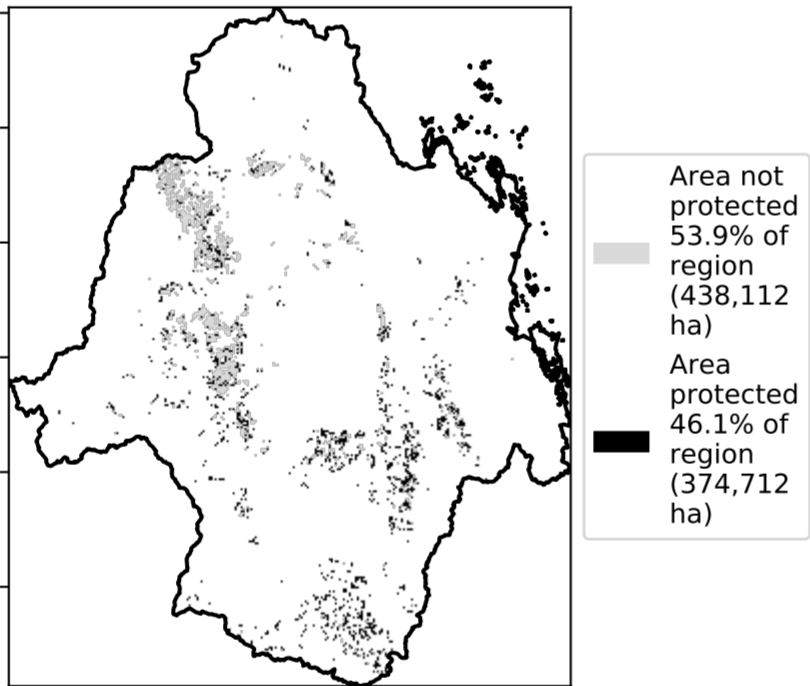 Area not
protected
53.9% of
region
(438,112
ha)
Area
protected
46.1% of
region
(374,712
ha)